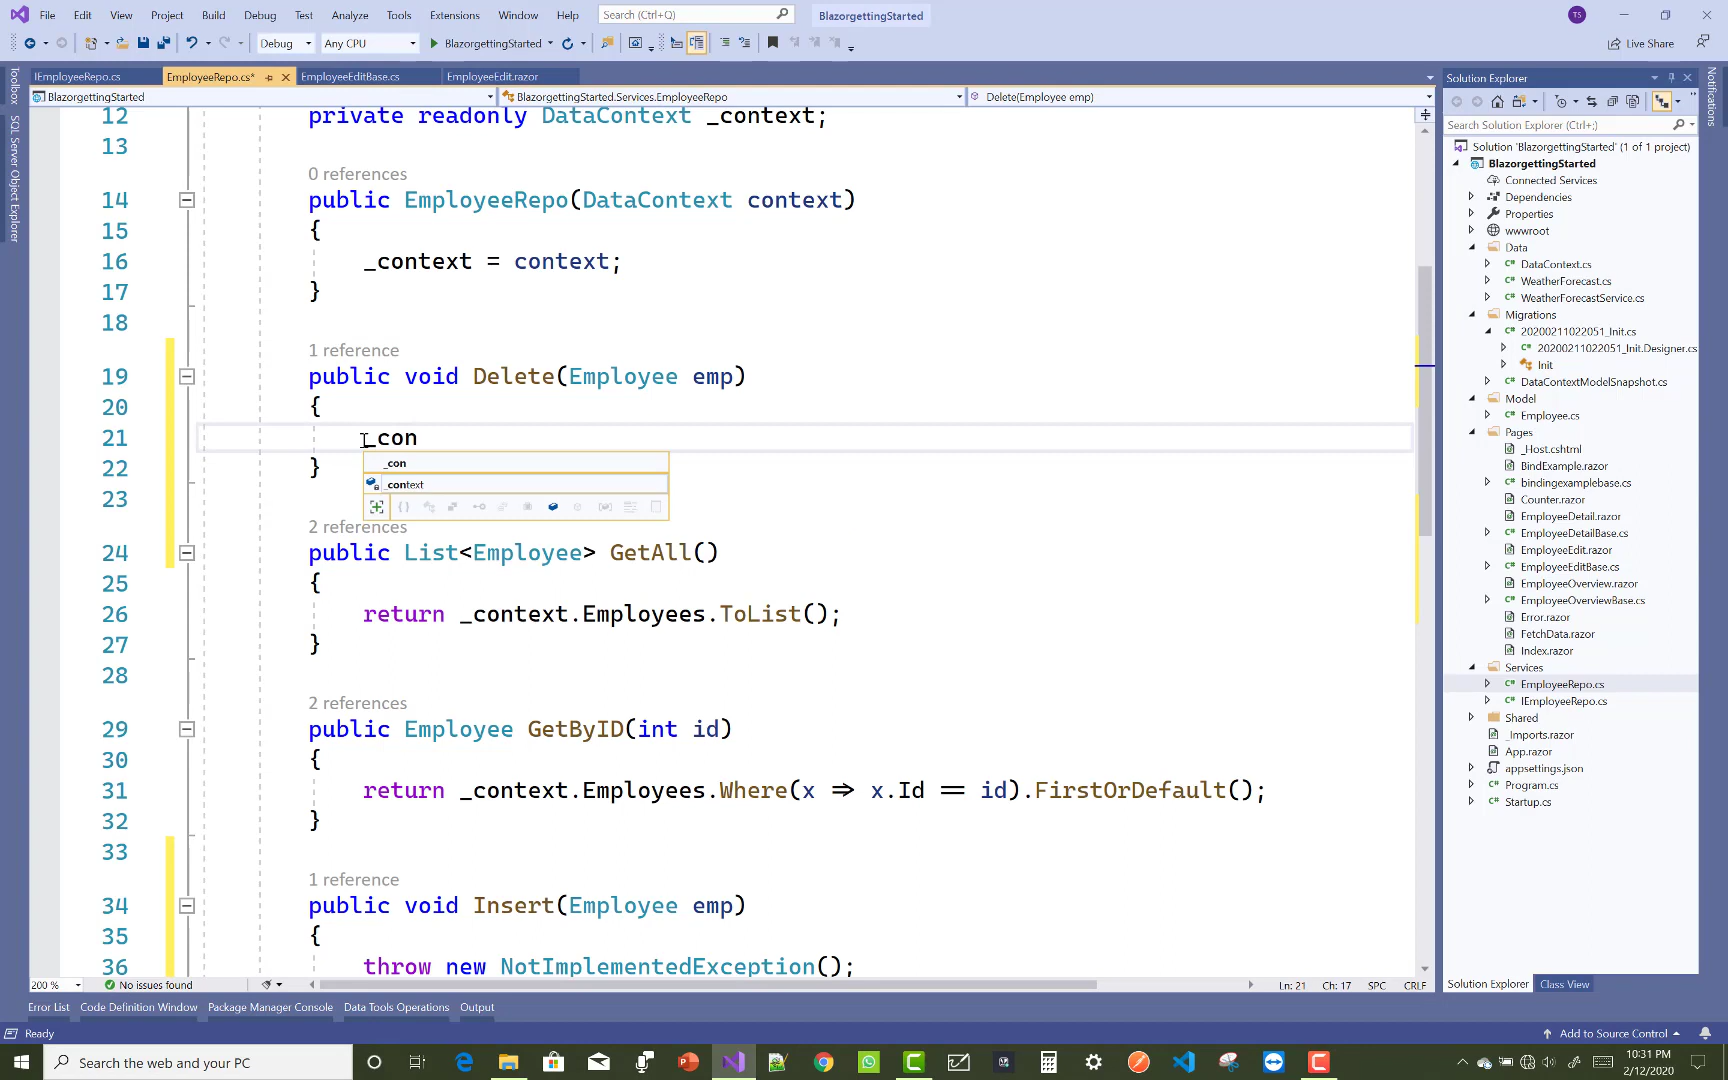 File Edit View Project Build Debug Test Analyze Tools Extensions Window Help Search (Ctrl+Q) BlazorgettingStarted TS
Debug Any CPU BlazorgettingStarted Live Share
Toolbox
SQL Server Object Explorer
IEmployeeRepo.cs EmployeeRepo.cs* EmployeeEditBase.cs EmployeeEdit.razor
BlazorgettingStarted BlazorgettingStarted.Services.EmployeeRepo Delete(Employee emp)
12 private readonly DataContext _context;
13
0 references
14 public EmployeeRepo(DataContext context)
15 {
16 _context = context;
17 }
18
1 reference
19 public void Delete(Employee emp)
20 {
21 _con
_con
22 }
_context
23
2 references
24 public List<Employee> GetAll()
25 {
26 return _context.Employees.ToList();
27 }
28
2 references
29 public Employee GetByID(int id)
30 {
31 return _context.Employees.Where(x => x.Id == id).FirstOrDefault();
32 }
33
1 reference
34 public void Insert(Employee emp)
35 {
36 throw new NotImplementedException();
200 % No issues found Ln: 21 Ch: 17 SPC CRLF
Error List Code Definition Window Package Manager Console Data Tools Operations Output
Solution Explorer
Search Solution Explorer (Ctrl+;)
Solution 'BlazorgettingStarted' (1 of 1 project)
BlazorgettingStarted
Connected Services
Dependencies
Properties
wwwroot
Data
C# DataContext.cs
C# WeatherForecast.cs
C# WeatherForecastService.cs
Migrations
C# 20200211022051_Init.cs
C# 20200211022051_Init.Designer.cs
Init
C# DataContextModelSnapshot.cs
Model
C# Employee.cs
Pages
_Host.cshtml
BindExample.razor
C# bindingexamplebase.cs
Counter.razor
EmployeeDetail.razor
C# EmployeeDetailBase.cs
EmployeeEdit.razor
C# EmployeeEditBase.cs
EmployeeOverview.razor
C# EmployeeOverviewBase.cs
Error.razor
FetchData.razor
Index.razor
Services
C# EmployeeRepo.cs
C# IEmployeeRepo.cs
Shared
_Imports.razor
App.razor
appsettings.json
C# Program.cs
C# Startup.cs
Solution Explorer Class View
Notifications
Ready Add to Source Control
Search the web and your PC
10:31 PM
2/12/2020